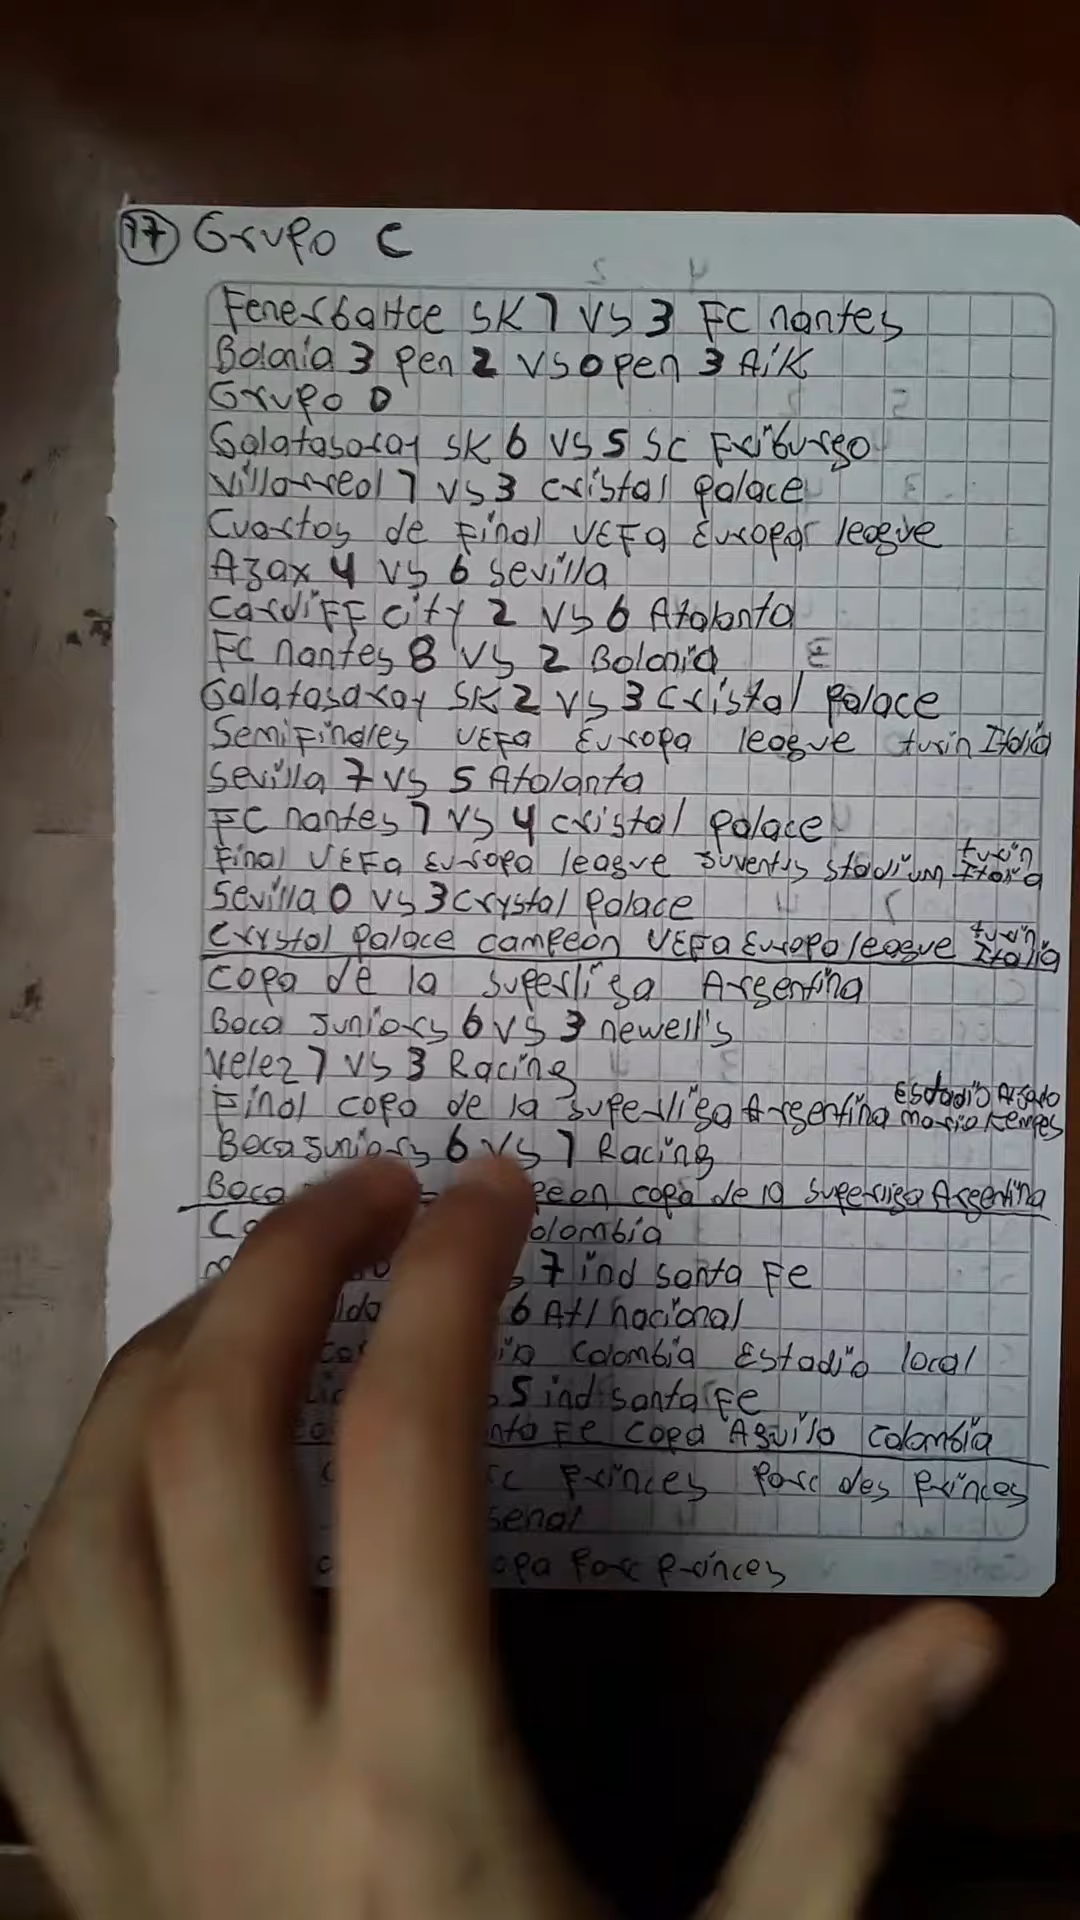 17 Grupo C
Fenerbahce SK 7 VS 3 FC nantes
Bolonia 3 pen 2 VS 0 pen 3 AiK
Grupo D
Galatasaray SK 6 VS 5 SC Friburgo
Villarreal 7 VS 3 cristal palace
Cuartos de Final UEFA Europa league
Azax 4 VS 6 Sevilla
CardiFF city 2 VS 6 Atalanta
FC nantes 8 VS 2 Bolonia
Galatasaray SK 2 VS 3 Cristal palace
SemiFinales UEFA Europa league turin Italia
Sevilla 7 VS 5 Atalanta
FC nantes 7 VS 4 cristal palace
Final UEFA Europa league Juventus stadium turin Italia
Sevilla 0 VS 3 Crystal palace
Crystal palace campeon UEFA Europa league turin Italia
Copa de la superliga Argentina
Boca Juniors 6 VS 3 newell's
Velez 7 VS 3 Racing
Final copa de la superliga Argentina mario Kempes
Boca Juniors 6 VS 7 Racing
Boca peon copa de la superliga Argentina
olombia
7 ind santa Fe
6 Atl nacional
Colombia Estadio local
5 ind santa Fe
Fe Copa Aguila Colombia
princes Parc des princes
senal
opa Parc princes